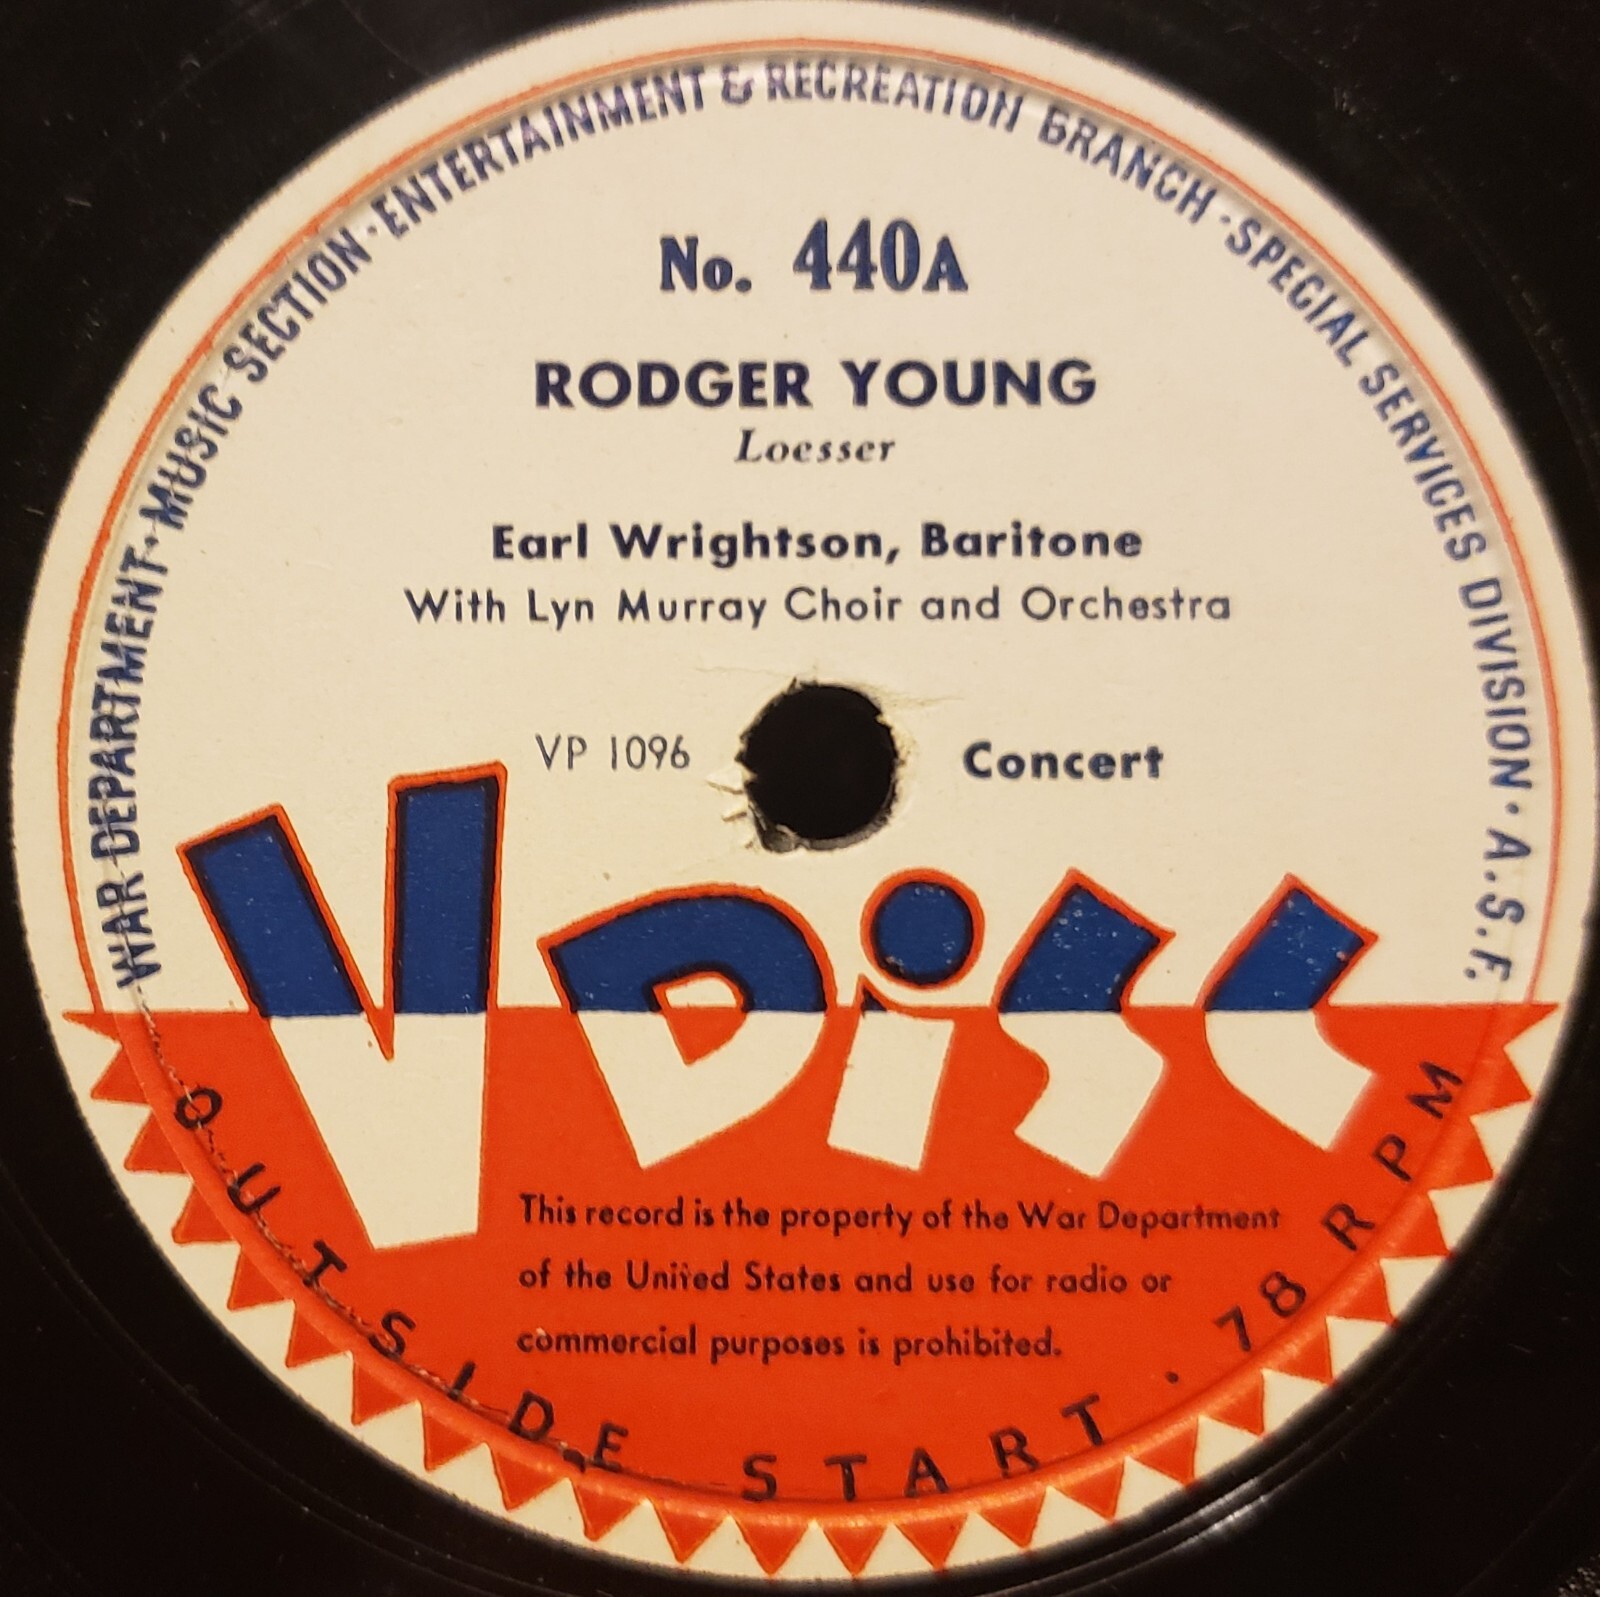 WAR DEPARTMENT · MUSIC SECTION · ENTERTAINMENT & RECREATION BRANCH · SPECIAL SERVICES DIVISION · A.S.F.
No. 440A
RODGER YOUNG
Loesser
Earl Wrightson, Baritone
With Lyn Murray Choir and Orchestra
VP 1096 Concert
V DiSC
This record is the property of the War Department
of the United States and use for radio or
commercial purposes is prohibited.
OUTSIDE START . 78 RPM